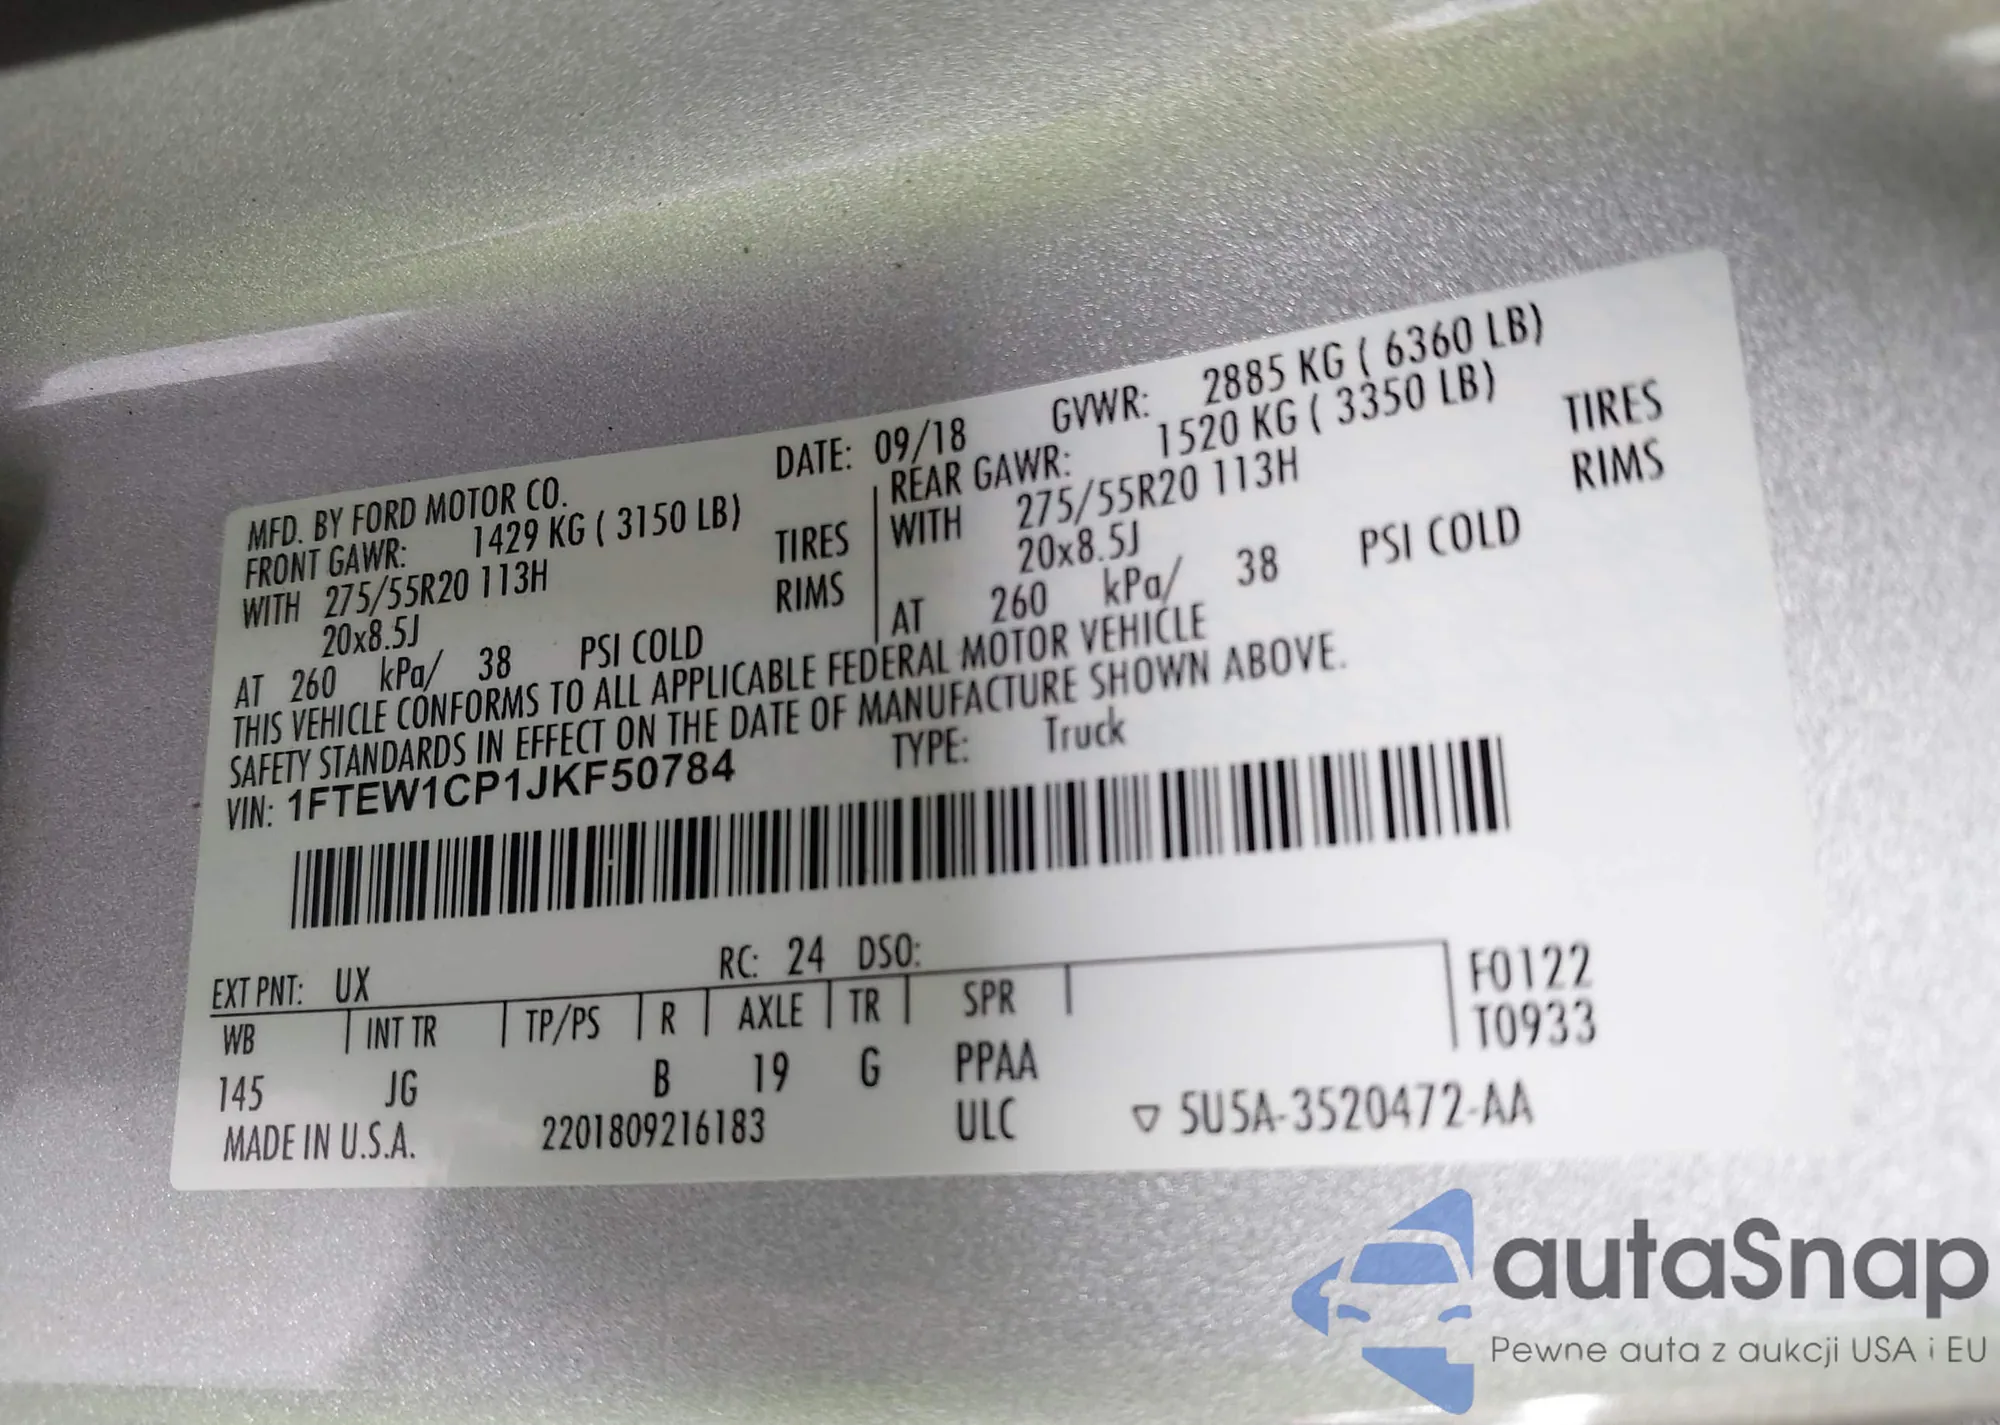 MFD. BY FORD MOTOR CO. DATE: 09/18 GVWR: 2885 KG ( 6360 LB)
FRONT GAWR: 1429 KG ( 3150 LB)
WITH 275/55R20 113H TIRES
20x8.5J RIMS
AT 260 kPa/ 38 PSI COLD
REAR GAWR: 1520 KG ( 3350 LB)
WITH 275/55R20 113H TIRES
20x8.5J RIMS
AT 260 kPa/ 38 PSI COLD
THIS VEHICLE CONFORMS TO ALL APPLICABLE FEDERAL MOTOR VEHICLE
SAFETY STANDARDS IN EFFECT ON THE DATE OF MANUFACTURE SHOWN ABOVE.
VIN: 1FTEW1CP1JKF50784 TYPE: Truck
EXT PNT: UX RC: 24 DSO:
WB INT TR TP/PS R AXLE TR SPR F0122
T0933
145 JG B 19 G PPAA
MADE IN U.S.A. 2201809216183 ULC ▽ 5U5A-3520472-AA
autaSnap
Pewne auta z aukcji USA i EU